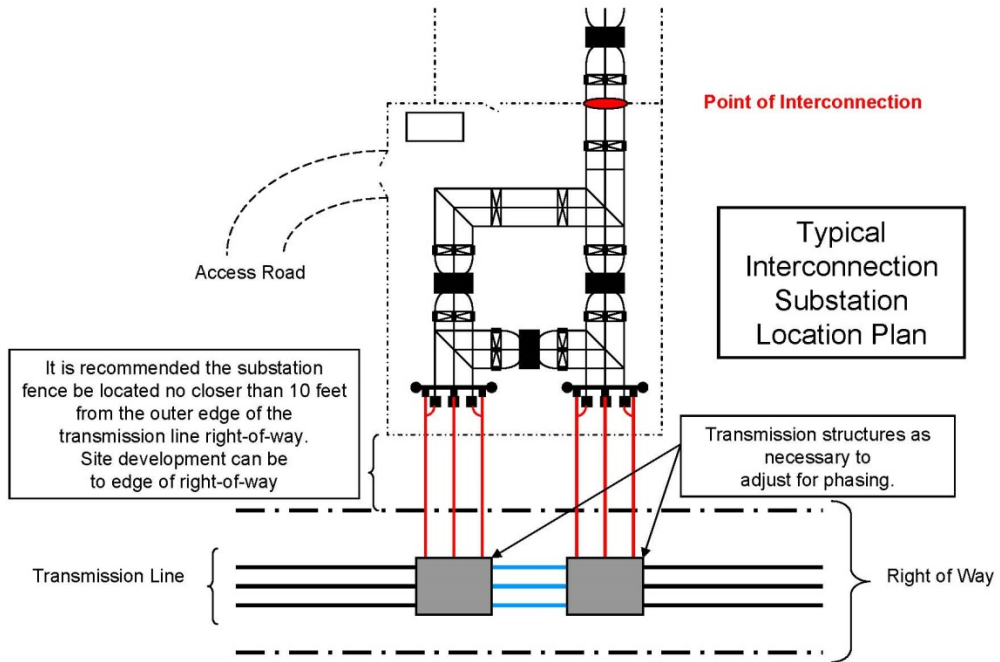 Point of Interconnection
Typical
Interconnection
Substation
Location Plan
Access Road
It is recommended the substation
fence be located no closer than 10 feet
from the outer edge of the
transmission line right-of-way.
Site development can be
to edge of right-of-way
Transmission structures as
necessary to
adjust for phasing.
Transmission Line
Right of Way